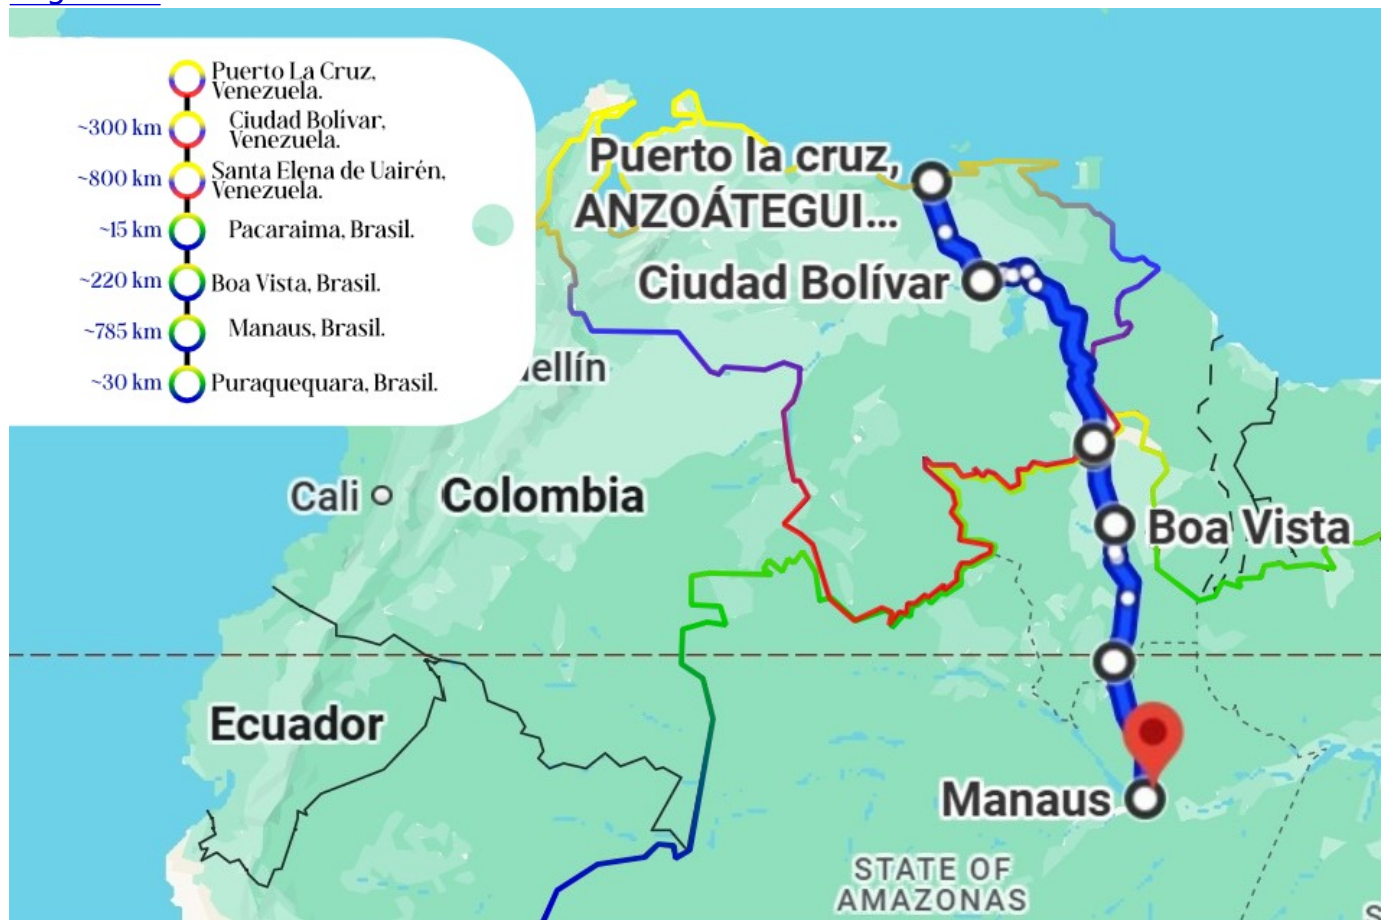 Puerto La Cruz,
Venezuela.
~300 km
Ciudad Bolívar,
Venezuela.
~800 km
Santa Elena de Uairén,
Venezuela.
~15 km
Pacaraima, Brasil.
~220 km
Boa Vista, Brasil.
~785 km
Manaus, Brasil.
~30 km
Puraquequara, Brasil.
Puerto la cruz,
ANZOÁTEGUI...
Ciudad Bolívar
ellín
Cali
Colombia
Boa Vista
Ecuador
Manaus
STATE OF
AMAZONAS